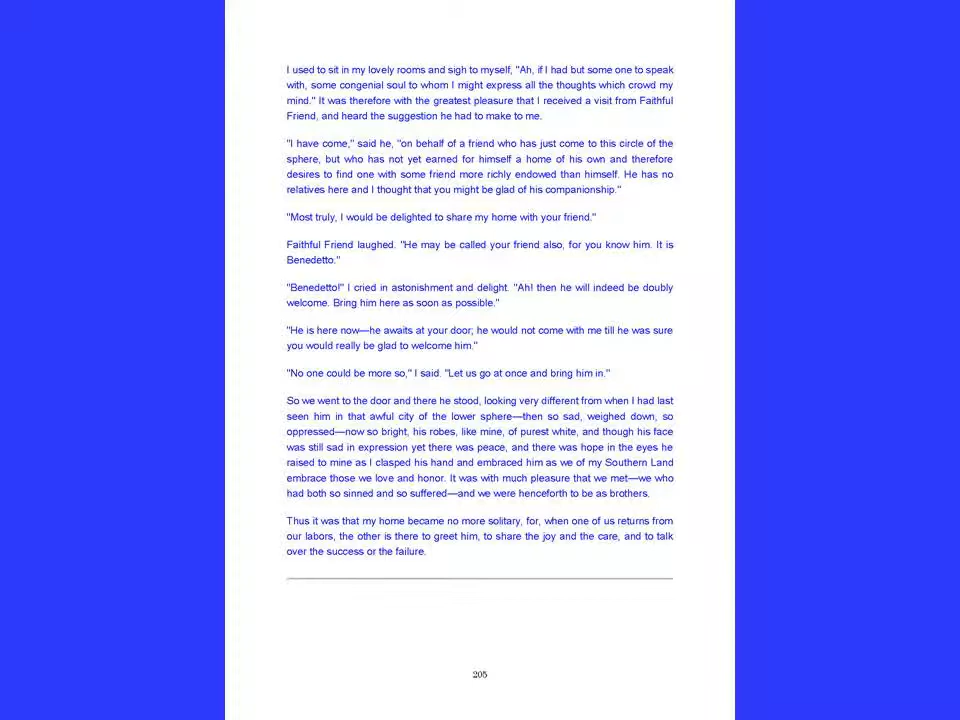 I used to sit in my lovely rooms and sigh to myself, "Ah, if I had but some one to speak
with, some congenial soul to whom I might express all the thoughts which crowd my
mind." It was therefore with the greatest pleasure that I received a visit from Faithful
Friend, and heard the suggestion he had to make to me.
"I have come," said he, "on behalf of a friend who has just come to this circle of the
sphere, but who has not yet earned for himself a home of his own and therefore
desires to find one with some friend more richly endowed than himself. He has no
relatives here and I thought that you might be glad of his companionship."
"Most truly, I would be delighted to share my home with your friend."
Faithful Friend laughed. "He may be called your friend also, for you know him. It is
Benedetto."
"Benedetto!" I cried in astonishment and delight. "Ah! then he will indeed be doubly
welcome. Bring him here as soon as possible."
"He is here now—he awaits at your door; he would not come with me till he was sure
you would really be glad to welcome him."
"No one could be more so," I said. "Let us go at once and bring him in."
So we went to the door and there he stood, looking very different from when I had last
seen him in that awful city of the lower sphere—then so sad, weighed down, so
oppressed—now so bright, his robes, like mine, of purest white, and though his face
was still sad in expression yet there was peace, and there was hope in the eyes he
raised to mine as I clasped his hand and embraced him as we of my Southern Land
embrace those we love and honor. It was with much pleasure that we met—we who
had both so sinned and so suffered—and we were henceforth to be as brothers.
Thus it was that my home became no more solitary, for, when one of us returns from
our labors, the other is there to greet him, to share the joy and the care, and to talk
over the success or the failure.
205